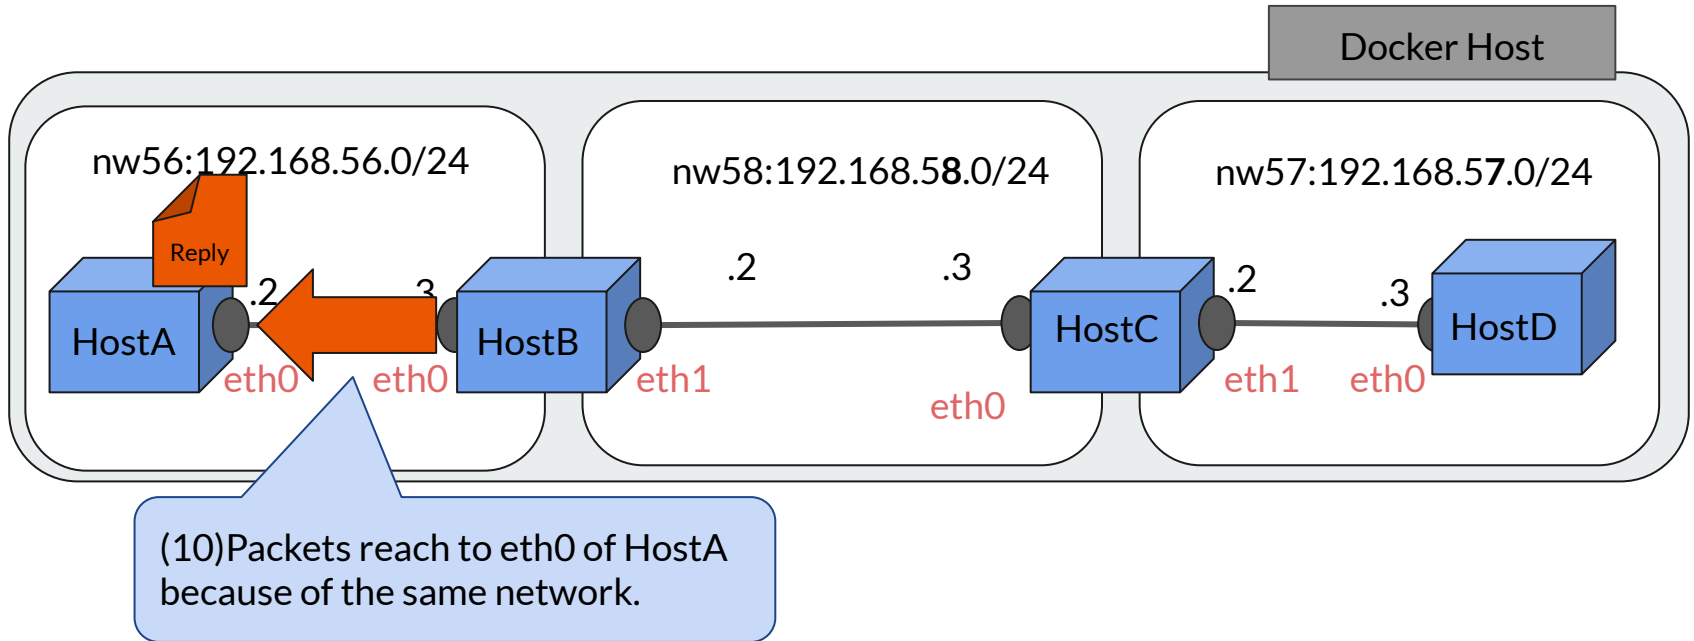 Docker Host
nw56:192.168.56.0/24
nw58:192.168.58.0/24
nw57:192.168.57.0/24
Reply
.2
3
.2
.3
.2
.3
HostA
HostB
HostC
HostD
eth0
eth0
eth1
eth0
eth1
eth0
(10)Packets reach to eth0 of HostA
because of the same network.